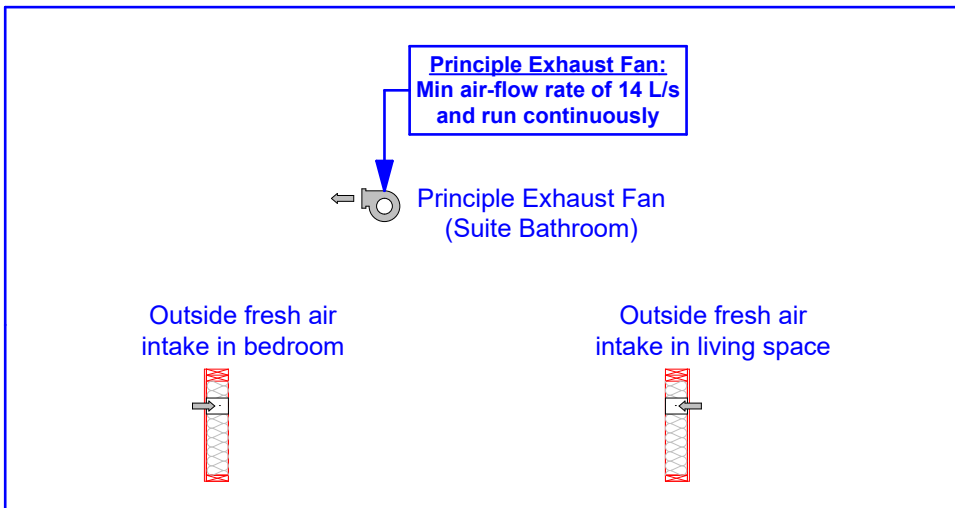 Principle Exhaust Fan:
Min air-flow rate of 14 L/s
and run continuously
Principle Exhaust Fan
(Suite Bathroom)
Outside fresh air
intake in bedroom
Outside fresh air
intake in living space